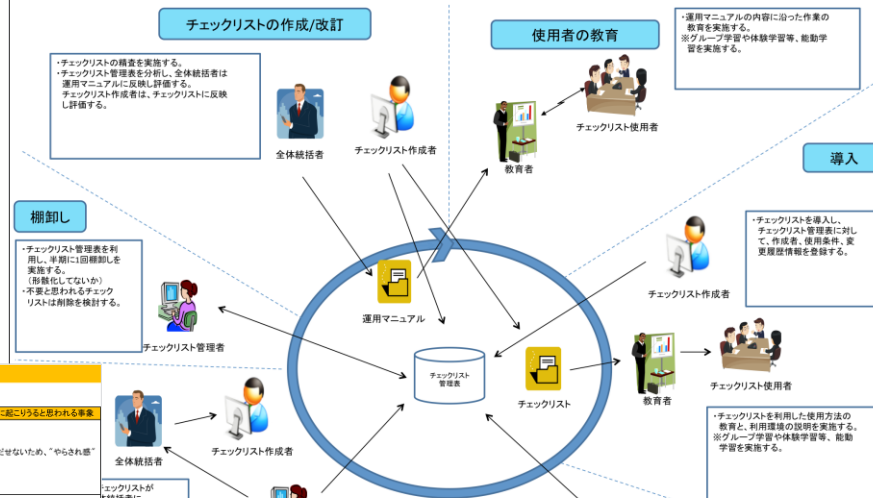 チェックリストの作成/改訂
・チェックリストの精査を実施する。
・チェックリスト管理表を分析し、全体統括者は
運用マニュアルに反映し評価する。
チェックリスト作成者は、チェックリストに反映
し評価する。
全体統括者
チェックリスト作成者
使用者の教育
・運用マニュアルの内容に沿った作業の
教育を実施する。
※グループ学習や体験学習等、能動学
習を実施する。
教育者
チェックリスト使用者
導入
・チェックリストを導入し、
チェックリスト管理表に対し
て、作成者、使用条件、変
更履歴情報を登録する。
チェックリスト作成者
棚卸し
・チェックリスト管理表を利
用し、半期に1回棚卸しを
実施する。
(形骸化してないか)
・不要と思われるチェック
リストは削除を検討する。
チェックリスト管理者
運用マニュアル
チェックリスト
管理表
チェックリスト
教育者
チェックリスト使用者
・チェックリストを利用した使用方法の
教育と、利用環境の説明を実施する。
※グループ学習や体験学習等、能動
学習を実施する。
に起こりうると思われる事象
だせないため、"やらされ感"
全体統括者
チェックリスト作成者
チェックリストが